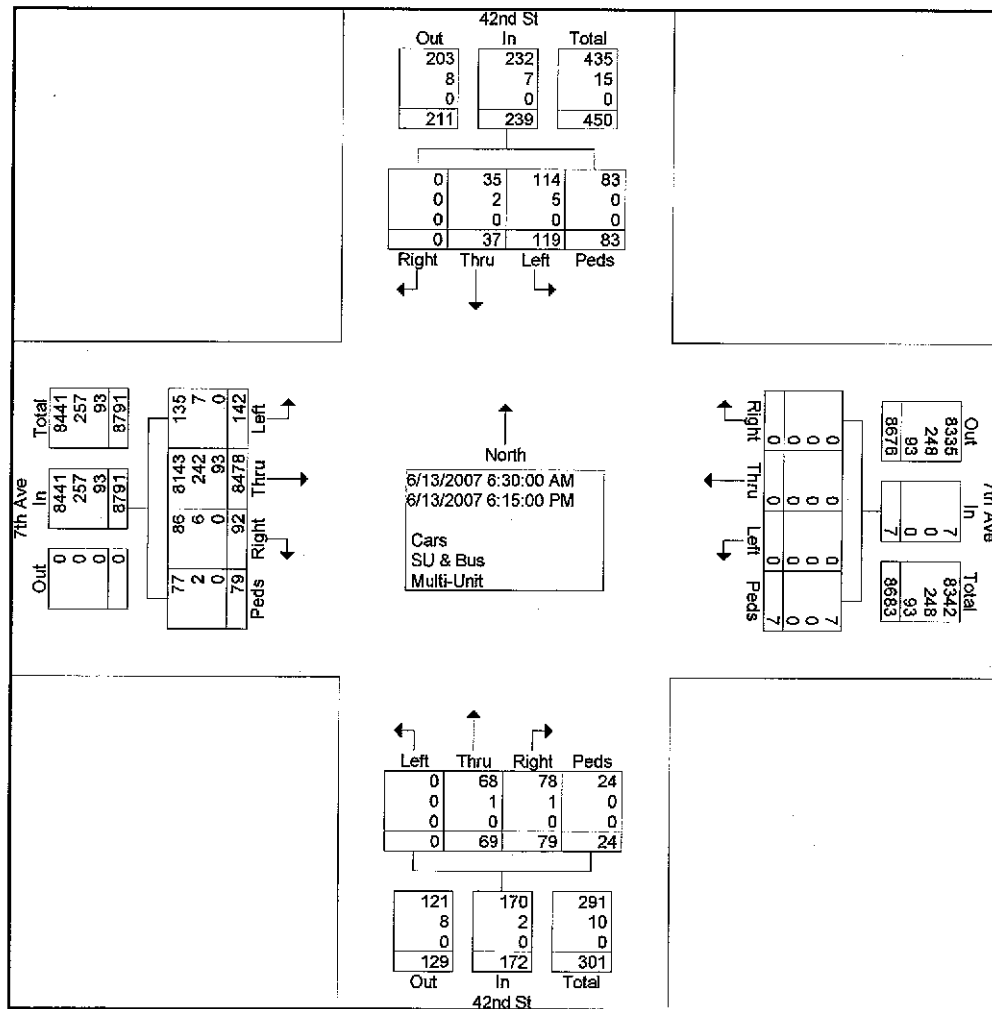 42nd St
Out In Total
203 232 435
8 7 15
0 0 0
211 239 450
0 35 114 83
0 2 5 0
0 0 0 0
0 37 119 83
Right Thru Left Peds
7th Ave
Total In Out
8441 8441 0
257 257 0
93 93 0
8791 8791 0
Left Thru Right Peds
135 8143 86 77
7 242 6 2
0 93 0 0
142 8478 92 79
North
6/13/2007 6:30:00 AM
6/13/2007 6:15:00 PM
Cars
SU & Bus
Multi-Unit
Right Thru Left Peds
0 0 0 7
0 0 0 0
0 0 0 0
0 0 0 7
7th Ave
Out In Total
8335 7 8342
248 0 248
93 0 93
8676 7 8683
Left Thru Right Peds
0 68 78 24
0 1 1 0
0 0 0 0
0 69 79 24
121 170 291
8 2 10
0 0 0
129 172 301
Out In Total
42nd St